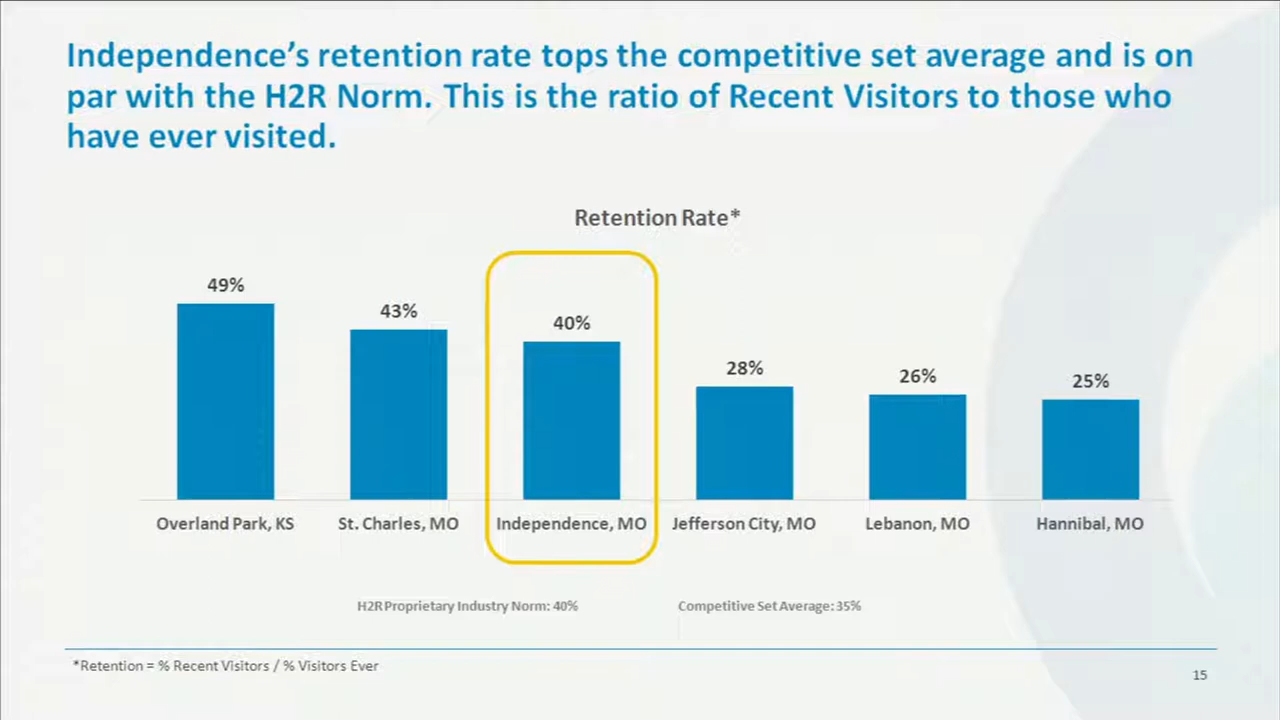 Independence's retention rate tops the competitive set average and is on
par with the H2R Norm. This is the ratio of Recent Visitors to those who
have ever visited.
Retention Rate*
49%
43%
40%
28%
26%
25%
Overland Park, KS
St. Charles, MO
Independence, MO
Jefferson City, MO
Lebanon, MO
Hannibal, MO
H2R Proprietary Industry Norm: 40%
Competitive Set Average: 35%
*Retention = % Recent Visitors / % Visitors Ever
15